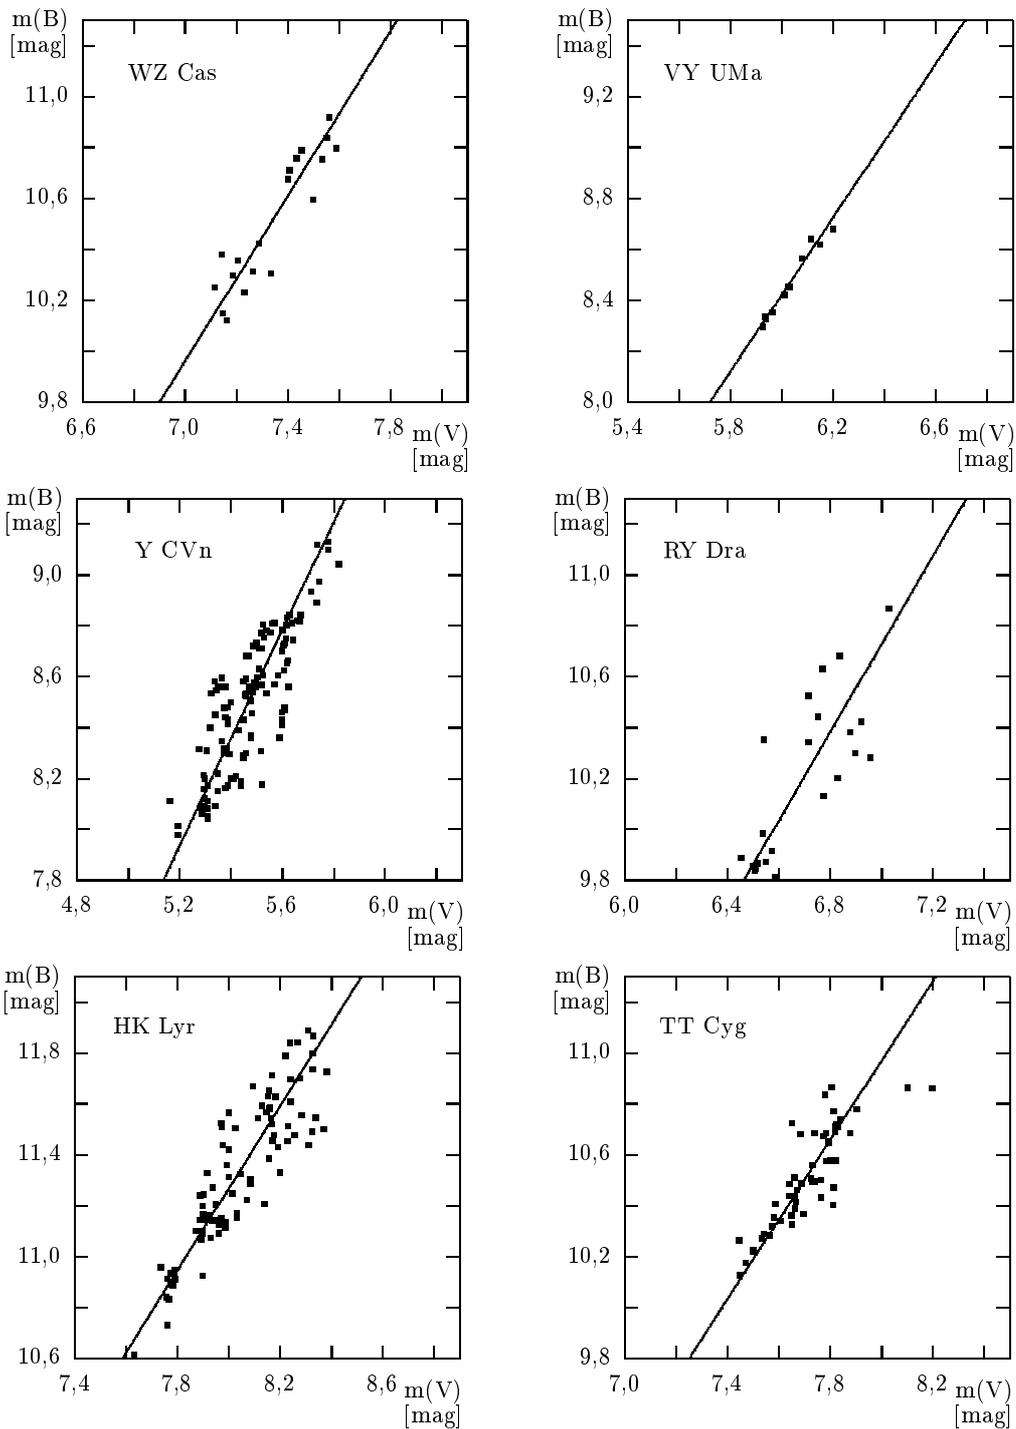 m(B)
[mag]
WZ Cas
11,0
10,6
10,2
9,8
6,6 7,0 7,4 7,8 m(V)
[mag]
m(B)
[mag]
VY UMa
9,2
8,8
8,4
8,0
5,4 5,8 6,2 6,6 m(V)
[mag]
m(B)
[mag]
Y CVn
9,0
8,6
8,2
7,8
4,8 5,2 5,6 6,0 m(V)
[mag]
m(B)
[mag]
RY Dra
11,0
10,6
10,2
9,8
6,0 6,4 6,8 7,2 m(V)
[mag]
m(B)
[mag]
HK Lyr
11,8
11,4
11,0
10,6
7,4 7,8 8,2 8,6 m(V)
[mag]
m(B)
[mag]
TT Cyg
11,0
10,6
10,2
9,8
7,0 7,4 7,8 8,2 m(V)
[mag]